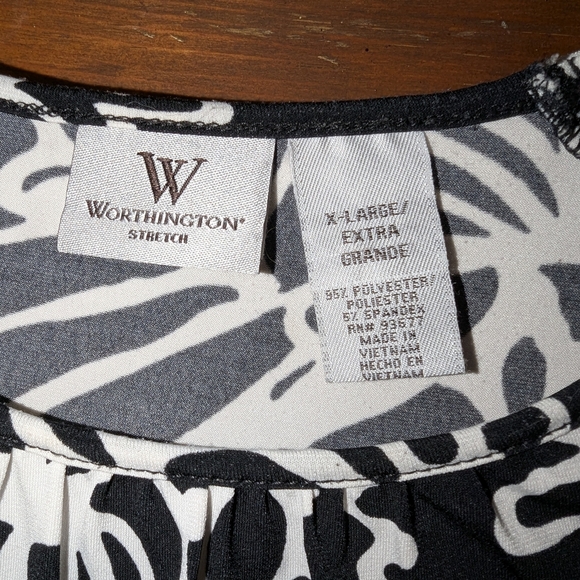 W
WORTHINGTON®
STRETCH
X-LARGE/
EXTRA
GRANDE
95% POLYESTER/
POLIESTER
5% SPANDEX
RN# 93677
MADE IN
VIETNAM
HECHO EN
VIETNAM